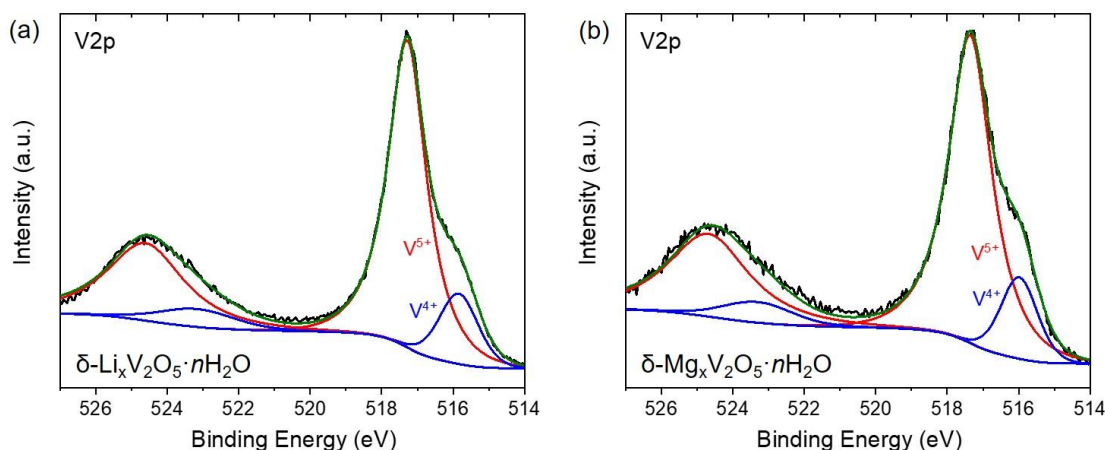 (a)
V2p
Intensity (a.u.)
V⁵⁺
V⁴⁺
δ-LiₓV₂O₅·nH₂O
526 524 522 520 518 516 514
Binding Energy (eV)
(b)
V2p
Intensity (a.u.)
V⁵⁺
V⁴⁺
δ-MgₓV₂O₅·nH₂O
526 524 522 520 518 516 514
Binding Energy (eV)